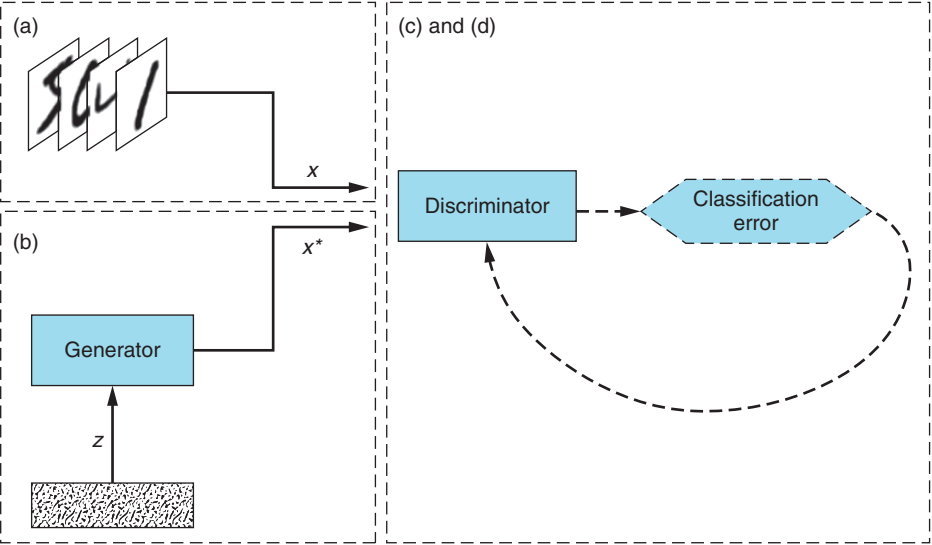 (a)
x
(b)
x*
Generator
z
(c) and (d)
Discriminator
Classification
error